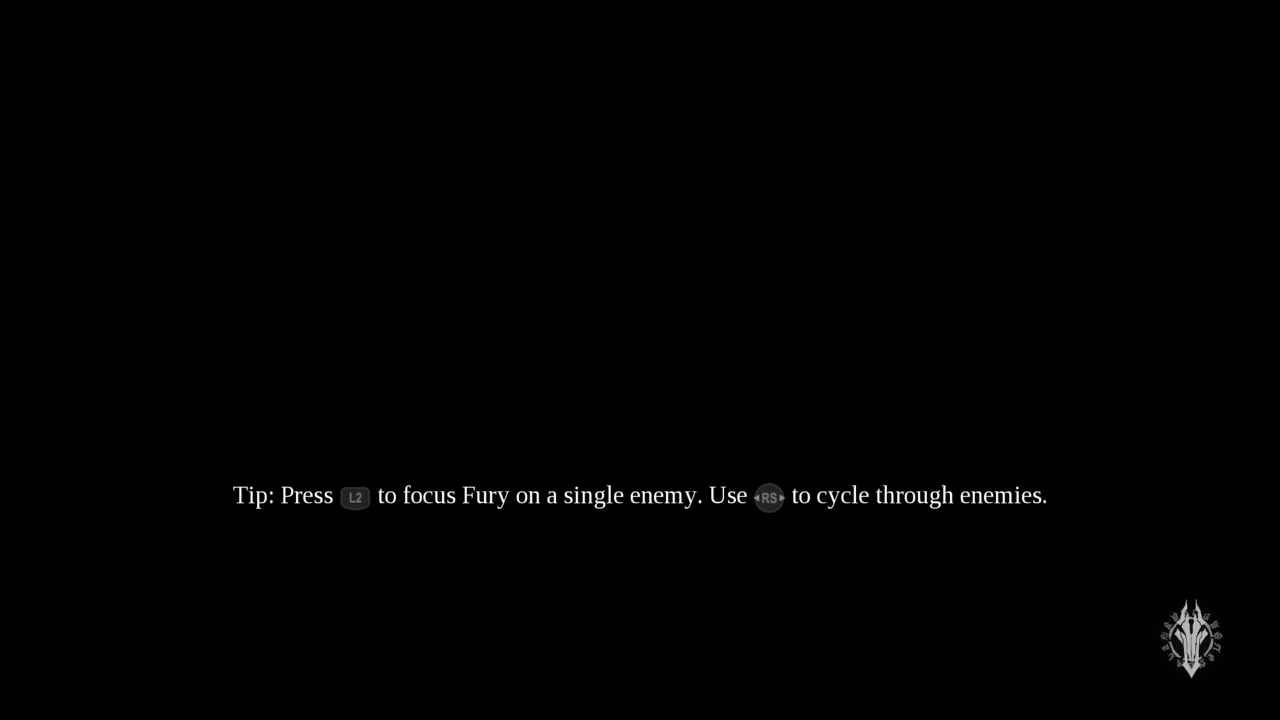 Tip: Press L2 to focus Fury on a single enemy. Use RS to cycle through enemies.